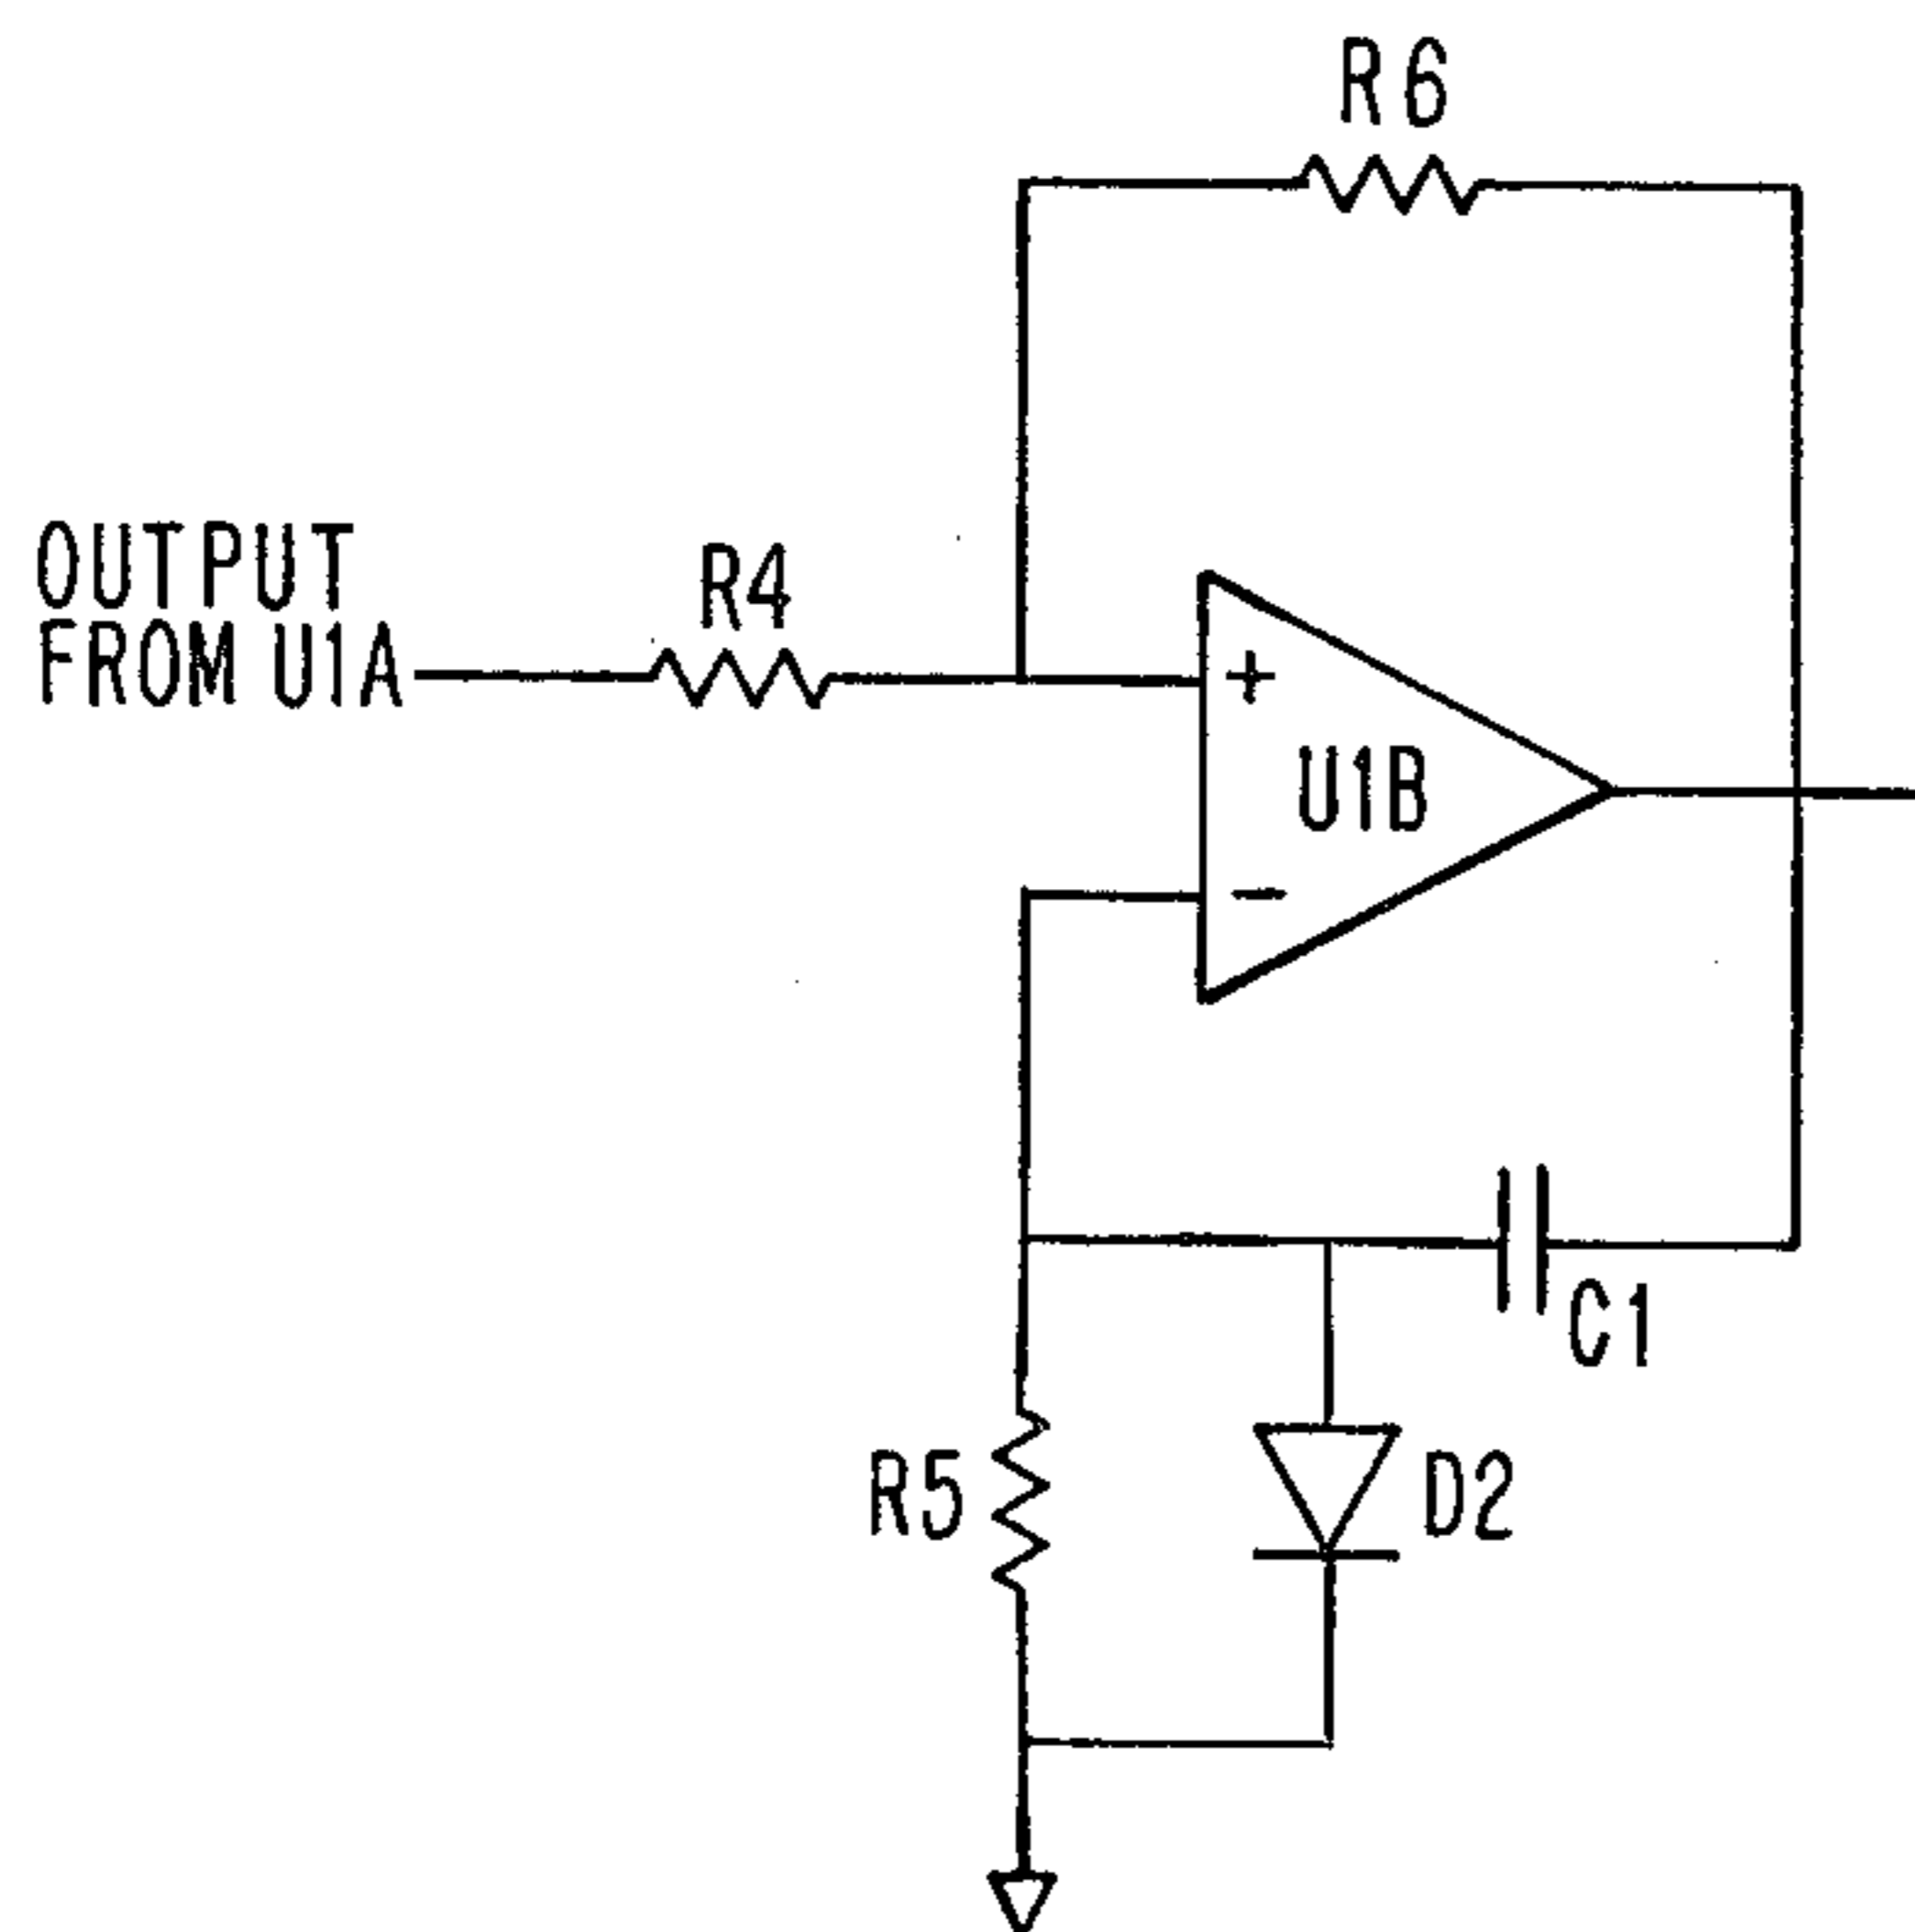 R6
OUTPUT
FROM U1A
R4
+
U1B
-
C1
R5
D2